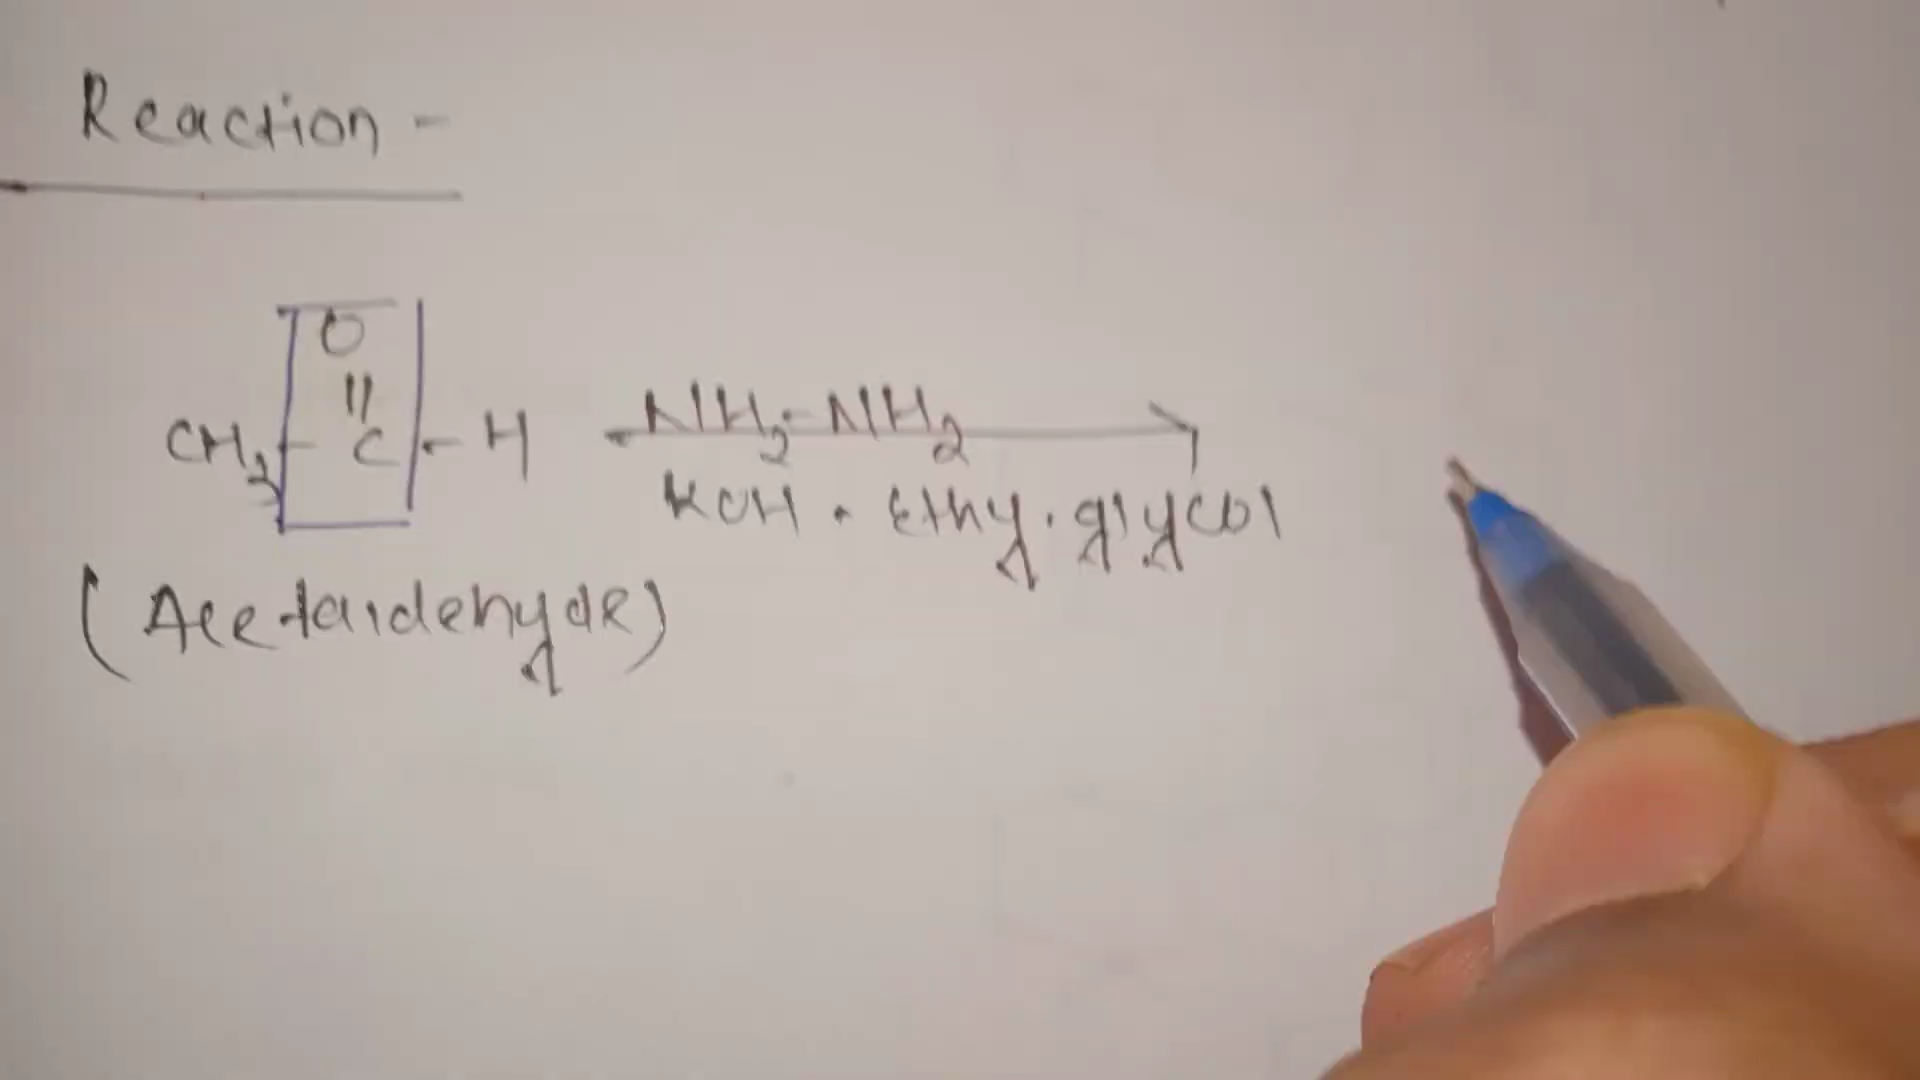 Reaction -
O
||
CH3 - C - H NH2-NH2
KOH . Ethy. glycol
(Acetaldehyde)